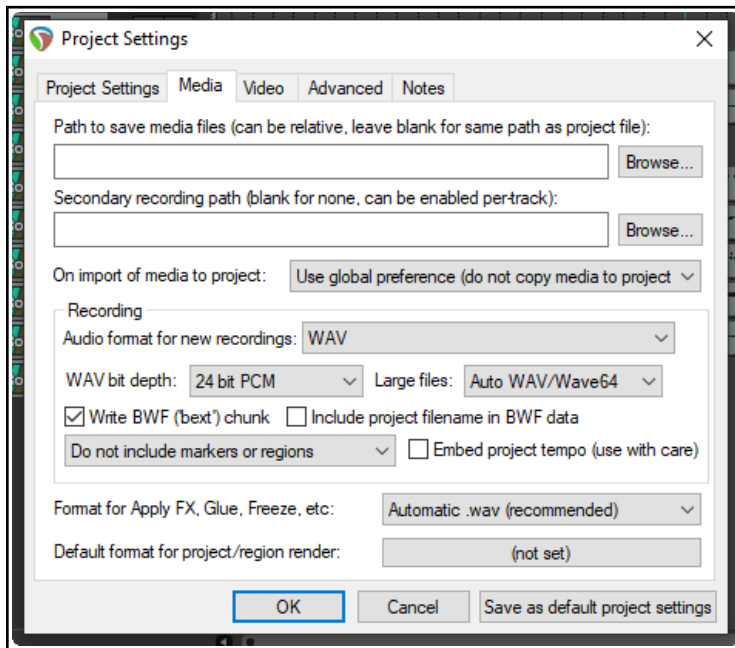 Project Settings
Project Settings Media Video Advanced Notes
Path to save media files (can be relative, leave blank for same path as project file):
Browse...
Secondary recording path (blank for none, can be enabled per-track):
Browse...
On import of media to project: Use global preference (do not copy media to project
Recording
Audio format for new recordings: WAV
WAV bit depth: 24 bit PCM Large files: Auto WAV/Wave64
Write BWF ('bext') chunk Include project filename in BWF data
Do not include markers or regions Embed project tempo (use with care)
Format for Apply FX, Glue, Freeze, etc: Automatic .wav (recommended)
Default format for project/region render: (not set)
OK Cancel Save as default project settings